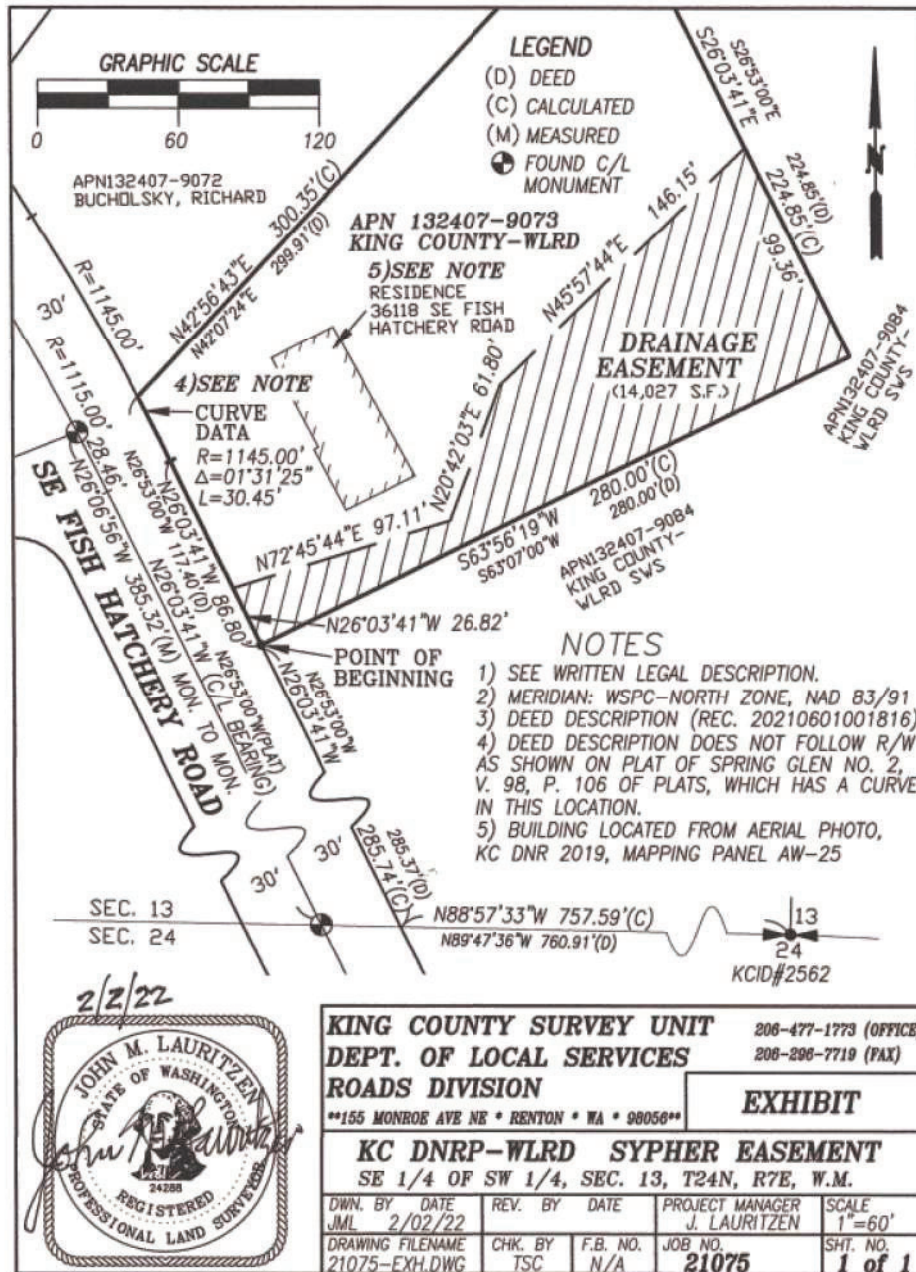 GRAPHIC SCALE
0 60 120
LEGEND
(D) DEED
(C) CALCULATED
(M) MEASURED
FOUND C/L
MONUMENT
S26°53'00"E
S26°03'41"E
N
APN132407-9072
BUCHOLSKY, RICHARD
300.35'(C)
299.91'(D)
N42°56'43"E
N42°07'24"E
APN 132407-9073
KING COUNTY-WLRD
5)SEE NOTE
RESIDENCE
36118 SE FISH
HATCHERY ROAD
146.15'
N45°57'44"E
224.85'(D)
224.85'(C)
99.36'
R=1145.00'
30'
R=1115.00'
28.46'
4)SEE NOTE
CURVE
DATA
R=1145.00'
Δ=01°31'25"
L=30.45'
DRAINAGE
EASEMENT
(14,027 S.F.)
APN132407-9084
KING COUNTY-
WLRD SWS
N20°42'03"E 61.80'
N72°45'44"E 97.11'
280.00'(C)
280.00'(D)
S63°56'19"W
S63°07'00"W
APN132407-9084
KING COUNTY-
WLRD SWS
SE FISH HATCHERY ROAD
N26°06'56"W 385.32'(M) MON. TO MON.
N26°53'00"W 117.40'(D)
N26°03'41"W 86.80'
N26°03'41"W (C/L BEARING)
N26°53'00"W(PLAT)
N26°03'41"W 26.82'
POINT OF
BEGINNING
N26°53'00"W
N26°03'41"W
NOTES
1) SEE WRITTEN LEGAL DESCRIPTION.
2) MERIDIAN: WSPC-NORTH ZONE, NAD 83/91
3) DEED DESCRIPTION (REC. 20210601001816)
4) DEED DESCRIPTION DOES NOT FOLLOW R/W
AS SHOWN ON PLAT OF SPRING GLEN NO. 2,
V. 98, P. 106 OF PLATS, WHICH HAS A CURVE
IN THIS LOCATION.
5) BUILDING LOCATED FROM AERIAL PHOTO,
KC DNR 2019, MAPPING PANEL AW-25
30'
30'
285.37'(D)
285.74'(C)
SEC. 13
SEC. 24
N88°57'33"W 757.59'(C)
N89°47'36"W 760.91'(D)
13
24
KCID#2562
2/2/22
JOHN M. LAURITZEN
STATE OF WASHINGTON
24288
REGISTERED
PROFESSIONAL LAND SURVEYOR
KING COUNTY SURVEY UNIT 206-477-1773 (OFFICE)
DEPT. OF LOCAL SERVICES 206-296-7719 (FAX)
ROADS DIVISION
**155 MONROE AVE NE * RENTON * WA * 98056**
EXHIBIT
KC DNRP-WLRD SYPHER EASEMENT
SE 1/4 OF SW 1/4, SEC. 13, T24N, R7E, W.M.
DWN. BY DATE REV. BY DATE PROJECT MANAGER SCALE
JML 2/02/22 J. LAURITZEN 1"=60'
DRAWING FILENAME CHK. BY F.B. NO. JOB NO. SHT. NO.
21075-EXH.DWG TSC N/A 21075 1 of 1